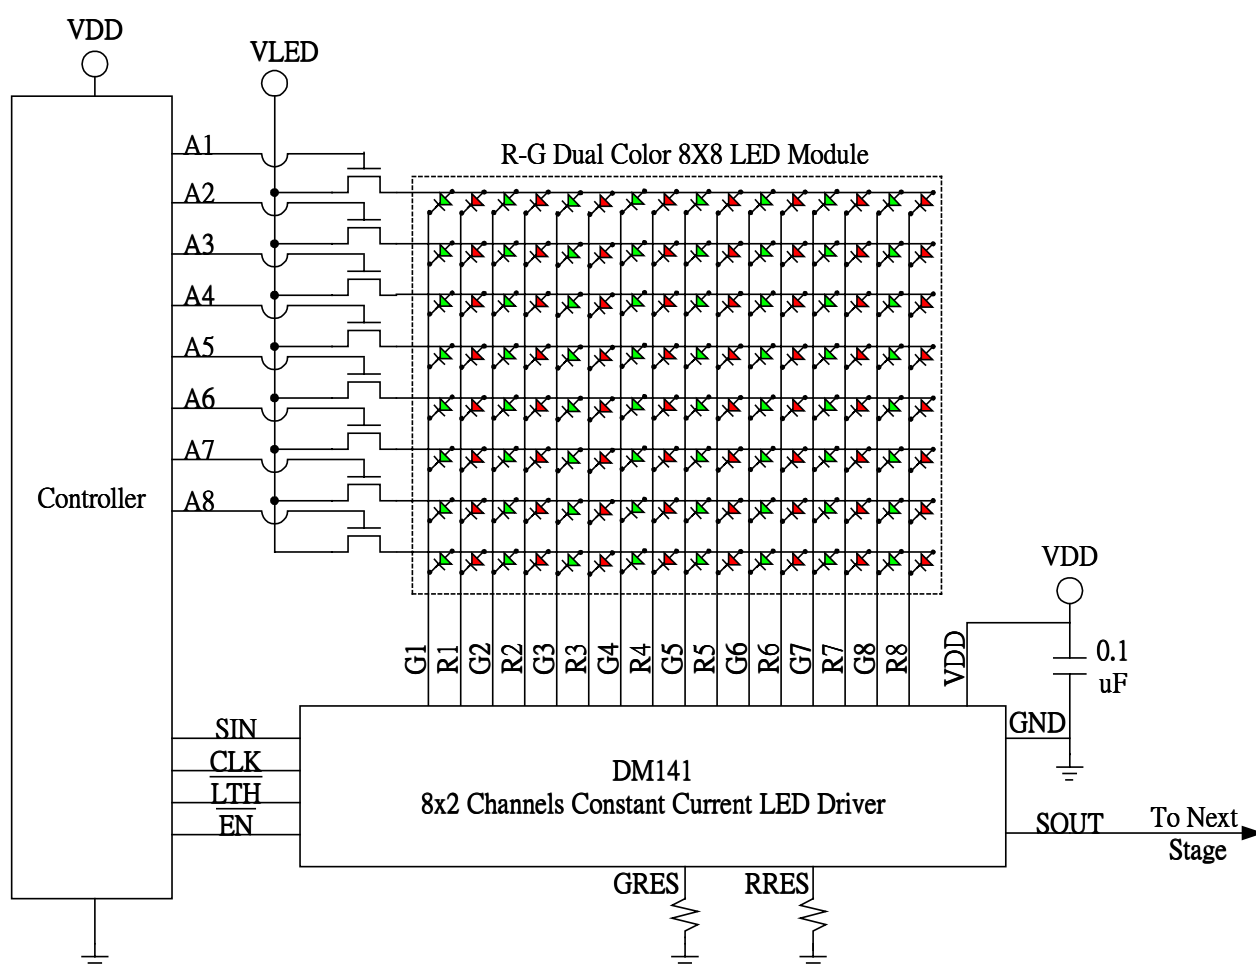 VDD
VLED
A1
A2
A3
A4
A5
A6
A7
A8
R-G Dual Color 8X8 LED Module
Controller
VDD
G1 R1 G2 R2 G3 R3 G4 R4 G5 R5 G6 R6 G7 R7 G8 R8
VDD
0.1
uF
GND
SIN
CLK
LTH
EN
DM141
8x2 Channels Constant Current LED Driver
SOUT
To Next
Stage
GRES
RRES